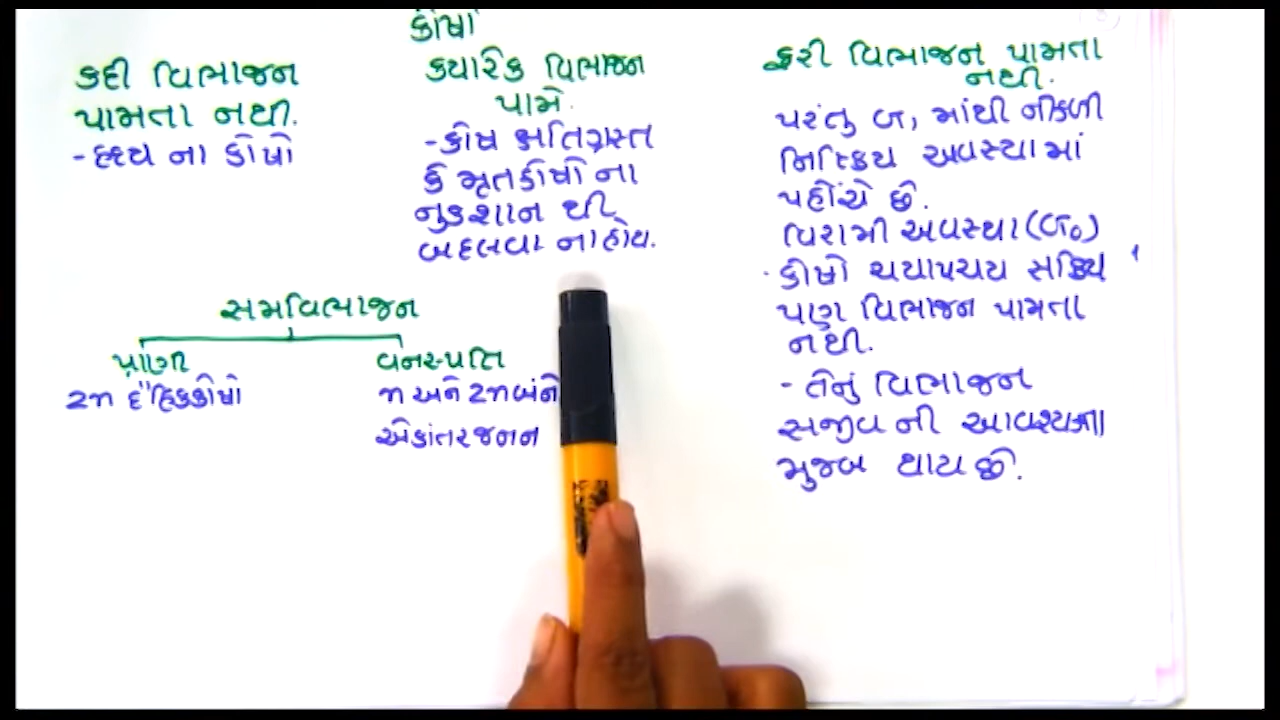 કોષો
કદી વિભાજન
પામતા નથી.
- હૃદય ના કોષો
ક્યારેક વિભાજન
પામે.
- કોષ ક્ષતિગ્રસ્ત
કે મૃતકોષો ના
નુકશાન થી
બદલવા ના હોય.
ફરી વિભાજન પામતા
નથી.
પરંતુ G₁ માંથી નીકળી
નિષ્ક્રિય અવસ્થામાં
પહોંચે છે.
વિરામી અવસ્થા (G₀)
કોષો ચયાપચય સક્રિય
પણ વિભાજન પામતા
નથી.
- તેનું વિભાજન
સજીવ ની આવશ્યકતા
મુજબ થાય છે.
સમવિભાજન
પ્રાણી
2n દૈહિકકોષો
વનસ્પતિ
n અને 2n બંને
એકાંતરજનન